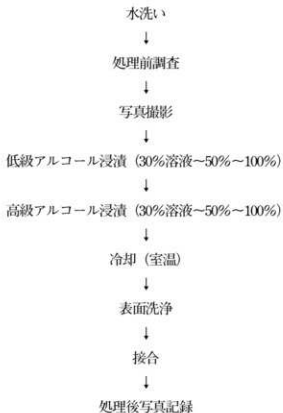 水洗い
↓
処理前調査
↓
写真撮影
↓
低級アルコール浸漬（30％溶液～50％～100％）
↓
高級アルコール浸漬（30％溶液～50％～100％）
↓
冷却（室温）
↓
表面洗浄
↓
接合
↓
処理後写真記録